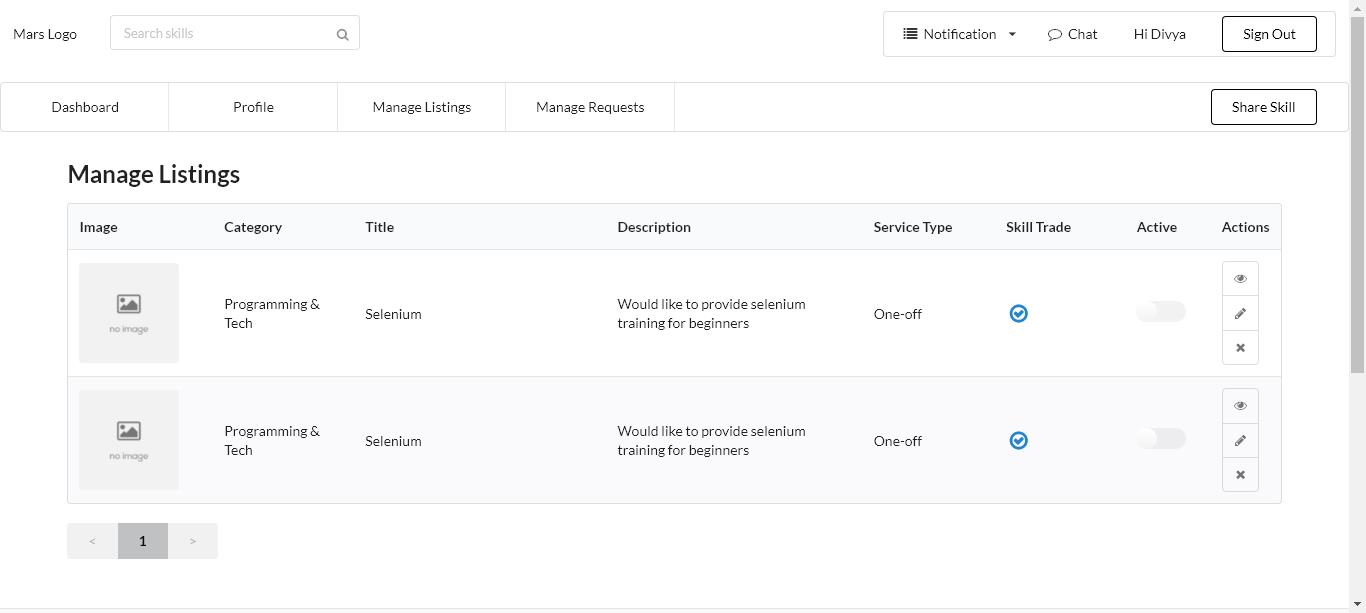 Mars Logo
Search skills
Notification
Chat
Hi Divya
Sign Out
Dashboard
Profile
Manage Listings
Manage Requests
Share Skill
Manage Listings
Image
Category
Title
Description
Service Type
Skill Trade
Active
Actions
no image
Programming &
Tech
Selenium
Would like to provide selenium
training for beginners
One-off
no image
Programming &
Tech
Selenium
Would like to provide selenium
training for beginners
One-off
< 1 >